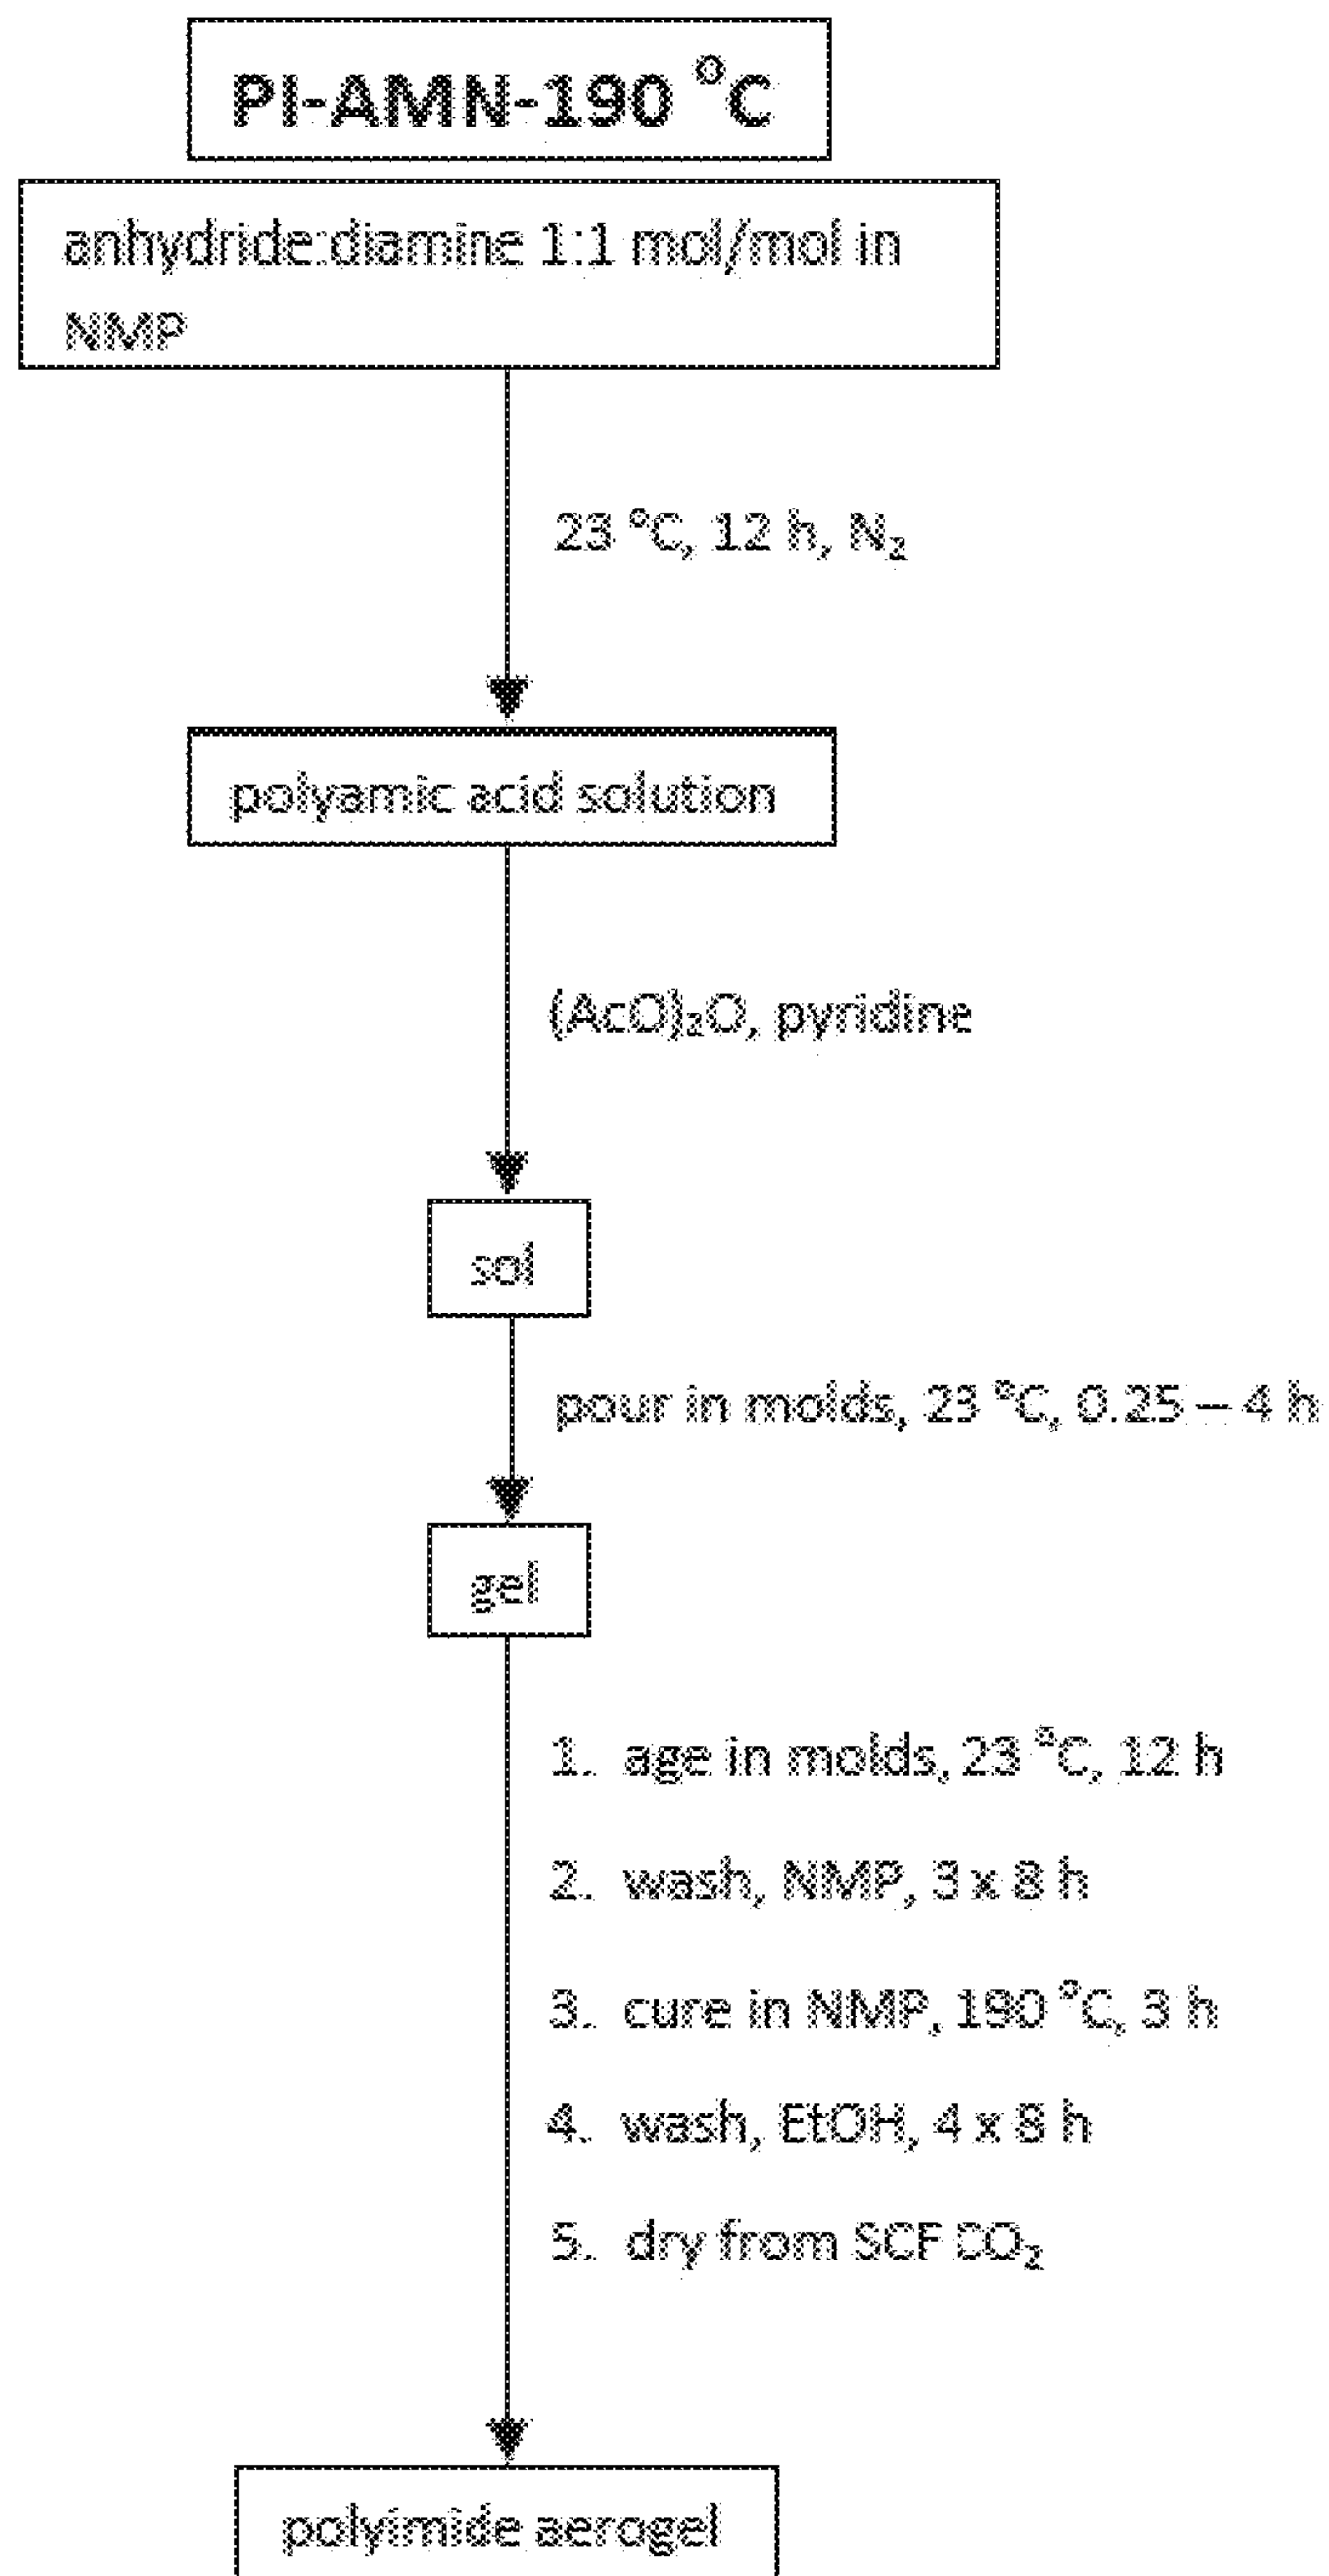 PI-AMN-190 °C
anhydride:diamine 1:1 mol/mol in
NMP
23 °C, 12 h, N₂
polyamic acid solution
(AcO)₂O, pyridine
sol
pour in molds, 23 °C, 0.25 – 4 h
gel
1. age in molds, 23 °C, 12 h
2. wash, NMP, 3 x 8 h
3. cure in NMP, 190 °C, 3 h
4. wash, EtOH, 4 x 8 h
5. dry from SCF CO₂
polyimide aerogel